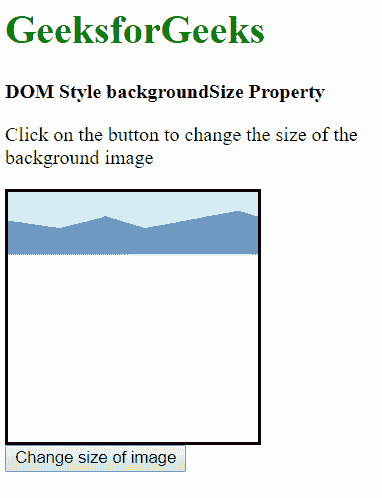 GeeksforGeeks
DOM Style backgroundSize Property
Click on the button to change the size of the
background image
Change size of image